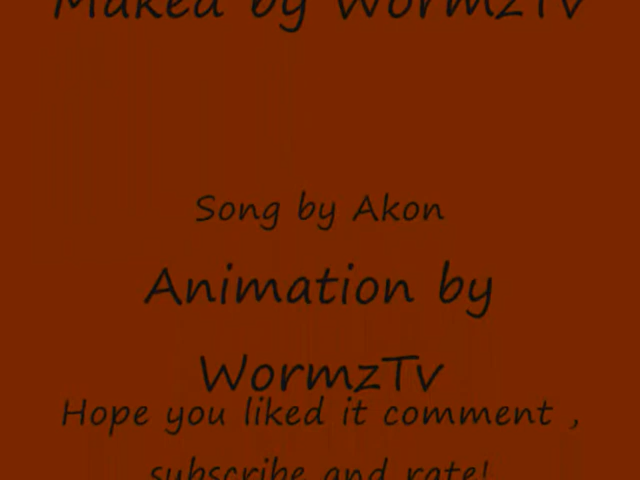 Maked by WormzTv
Song by Akon
Animation by
WormzTv
Hope you liked it comment ,
subscribe and rate!